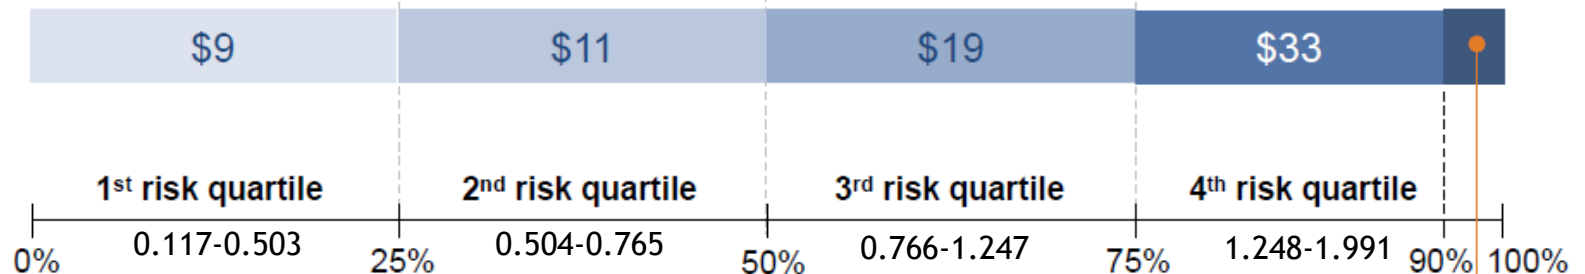 $9 $11 $19 $33
1st risk quartile 2nd risk quartile 3rd risk quartile 4th risk quartile
0.117-0.503 0.504-0.765 0.766-1.247 1.248-1.991
0% 25% 50% 75% 90% 100%